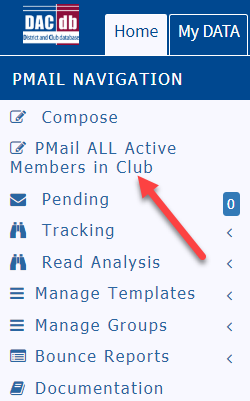 DACdb
District and Club database
Home
My DATA
PMAIL NAVIGATION
Compose
PMail ALL Active
Members in Club
Pending
0
Tracking
Read Analysis
Manage Templates
Manage Groups
Bounce Reports
Documentation